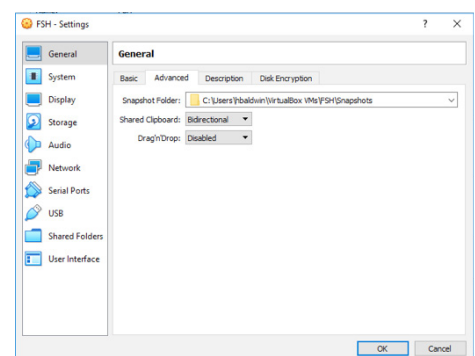 FSH - Settings
? ×
General
System
Display
Storage
Audio
Network
Serial Ports
USB
Shared Folders
User Interface
General
Basic Advanced Description Disk Encryption
Snapshot Folder: C:\Users\hbaldwin\VirtualBox VMs\FSH\Snapshots
Shared Clipboard: Bidirectional
Drag'n'Drop: Disabled
OK Cancel